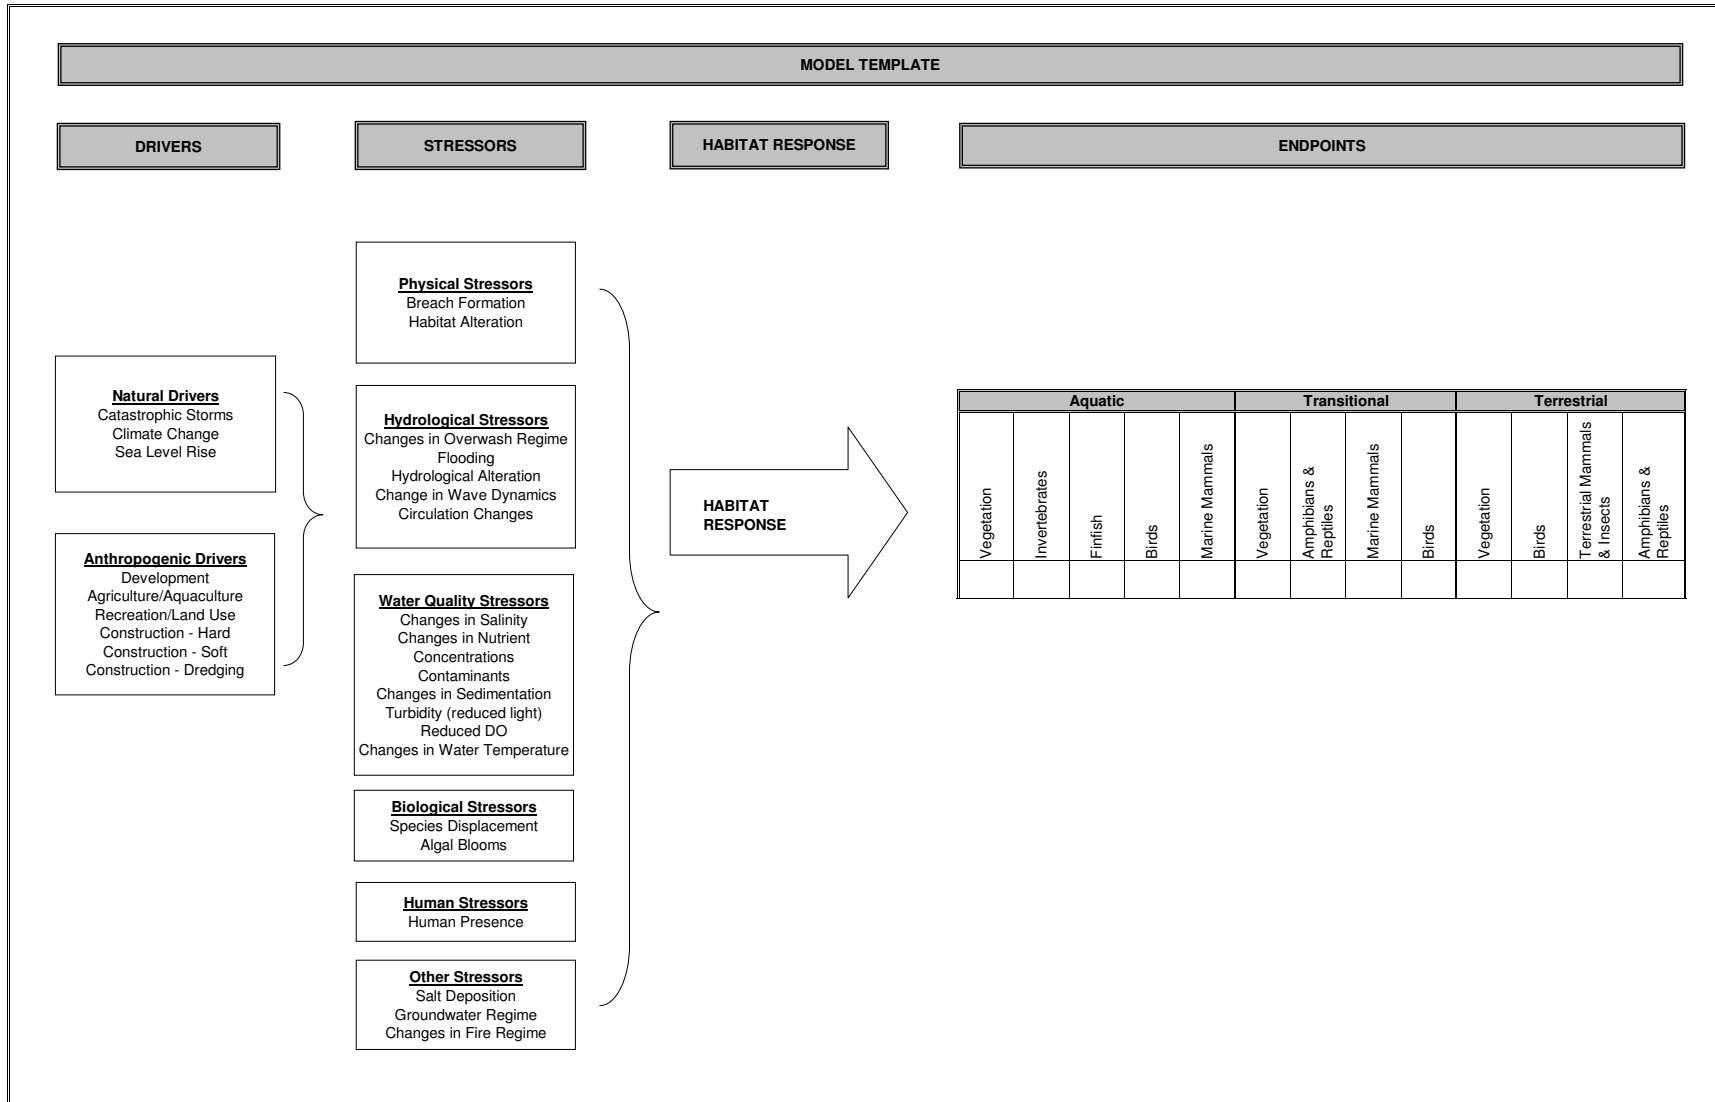 MODEL TEMPLATE
DRIVERS
STRESSORS
HABITAT RESPONSE
ENDPOINTS
Natural Drivers
Catastrophic Storms
Climate Change
Sea Level Rise
Anthropogenic Drivers
Development
Agriculture/Aquaculture
Recreation/Land Use
Construction - Hard
Construction - Soft
Construction - Dredging
Physical Stressors
Breach Formation
Habitat Alteration
Hydrological Stressors
Changes in Overwash Regime
Flooding
Hydrological Alteration
Change in Wave Dynamics
Circulation Changes
Water Quality Stressors
Changes in Salinity
Changes in Nutrient
Concentrations
Contaminants
Changes in Sedimentation
Turbidity (reduced light)
Reduced DO
Changes in Water Temperature
Biological Stressors
Species Displacement
Algal Blooms
Human Stressors
Human Presence
Other Stressors
Salt Deposition
Groundwater Regime
Changes in Fire Regime
HABITAT
RESPONSE
Aquatic
Transitional
Terrestrial
Vegetation
Invertebrates
Finfish
Birds
Marine Mammals
Vegetation
Amphibians &
Reptiles
Marine Mammals
Birds
Vegetation
Birds
Terrestrial Mammals
& Insects
Amphibians &
Reptiles